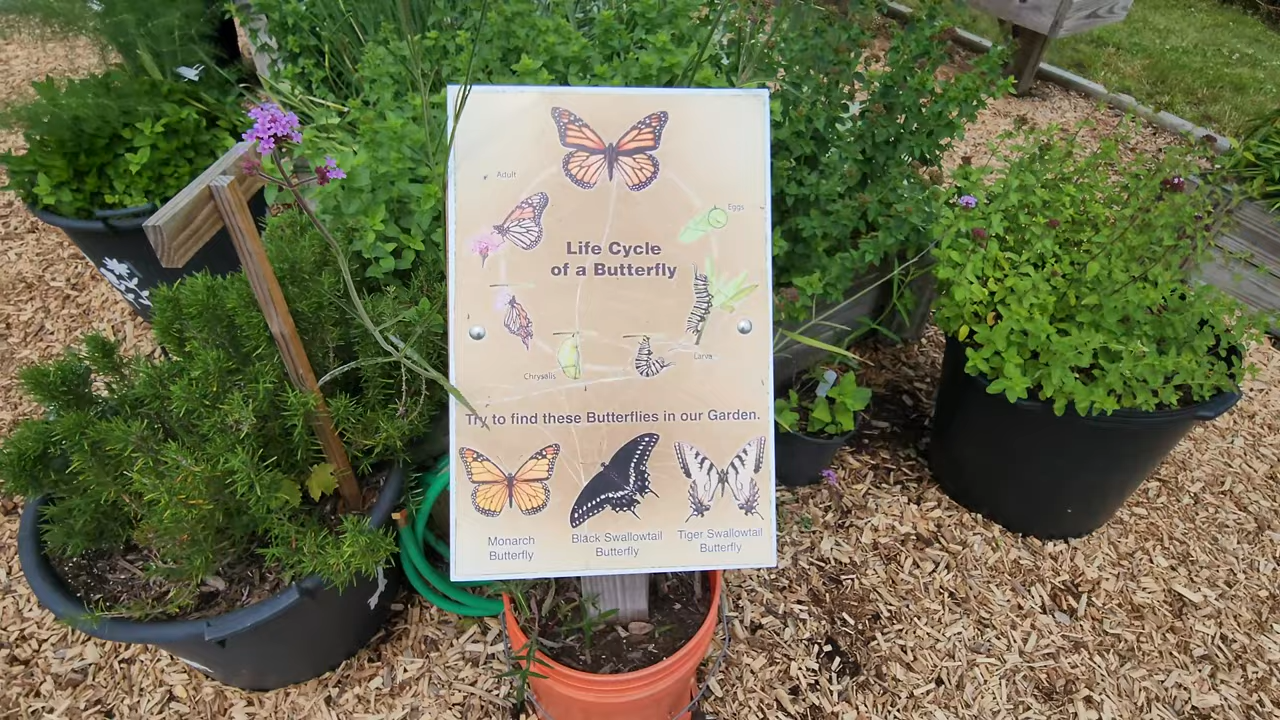 Adult
Eggs
Life Cycle
of a Butterfly
Larva
Chrysalis
Try to find these Butterflies in our Garden.
Monarch
Butterfly
Black Swallowtail
Butterfly
Tiger Swallowtail
Butterfly